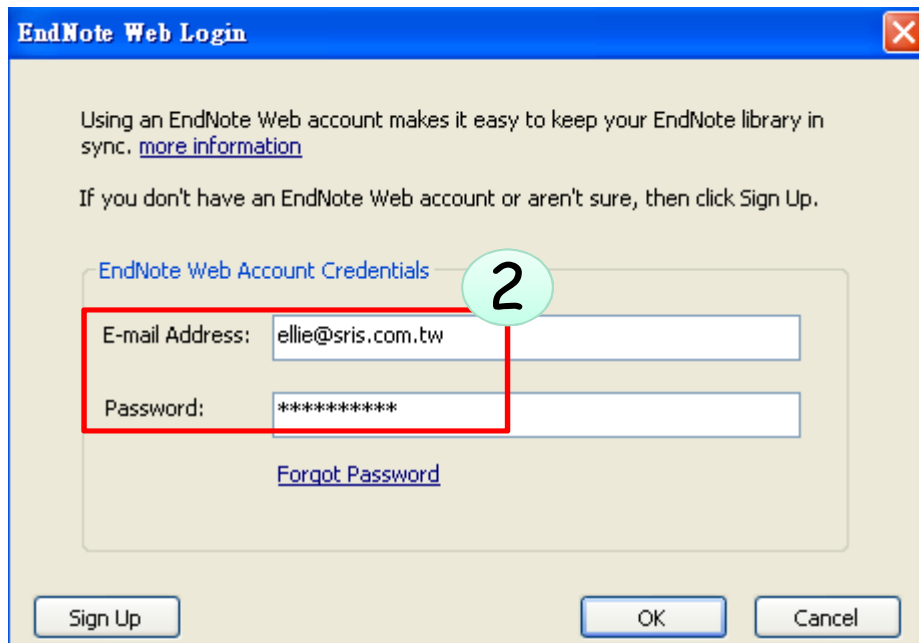 EndNote Web Login
Using an EndNote Web account makes it easy to keep your EndNote library in
sync. more information
If you don't have an EndNote Web account or aren't sure, then click Sign Up.
EndNote Web Account Credentials
2
E-mail Address: ellie@sris.com.tw
Password: **********
Forgot Password
Sign Up OK Cancel